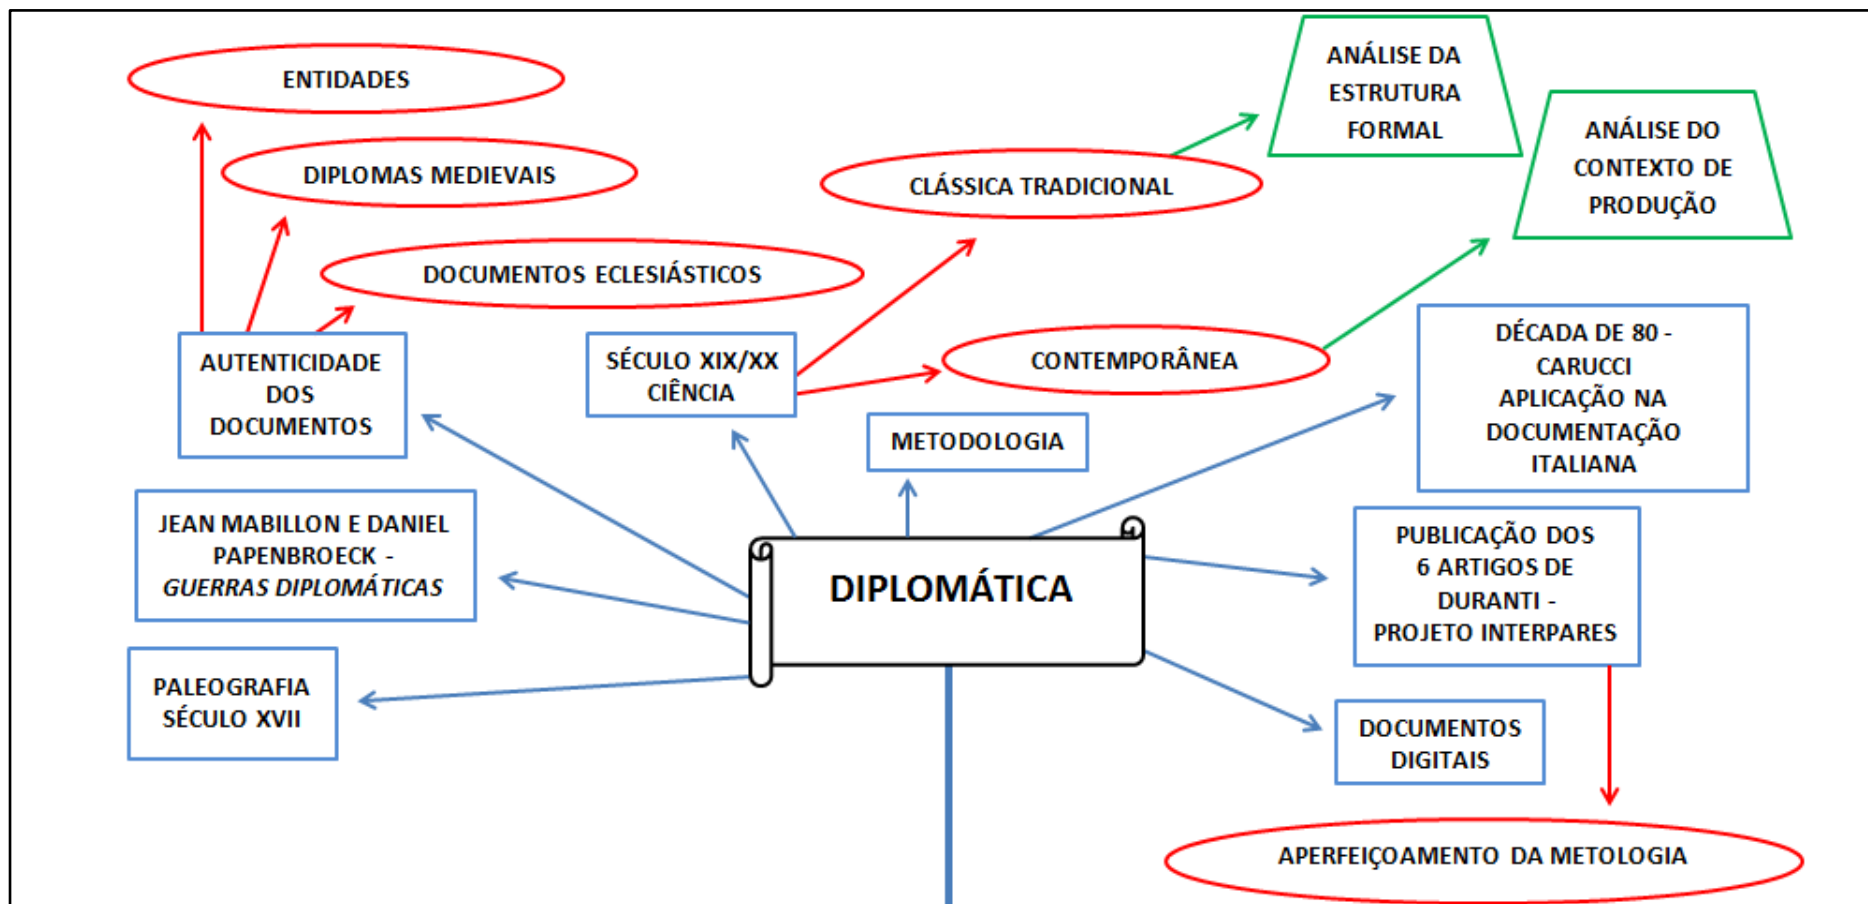 ENTIDADES
DIPLOMAS MEDIEVAIS
DOCUMENTOS ECLESIÁSTICOS
AUTENTICIDADE
DOS
DOCUMENTOS
JEAN MABILLON E DANIEL
PAPENBROECK -
GUERRAS DIPLOMÁTICAS
PALEOGRAFIA
SÉCULO XVII
SÉCULO XIX/XX
CIÊNCIA
CLÁSSICA TRADICIONAL
ANÁLISE DA
ESTRUTURA
FORMAL
CONTEMPORÂNEA
ANÁLISE DO
CONTEXTO DE
PRODUÇÃO
METODOLOGIA
DIPLOMÁTICA
DÉCADA DE 80 -
CARUCCI
APLICAÇÃO NA
DOCUMENTAÇÃO
ITALIANA
PUBLICAÇÃO DOS
6 ARTIGOS DE
DURANTI -
PROJETO INTERPARES
DOCUMENTOS
DIGITAIS
APERFEIÇOAMENTO DA METOLOGIA